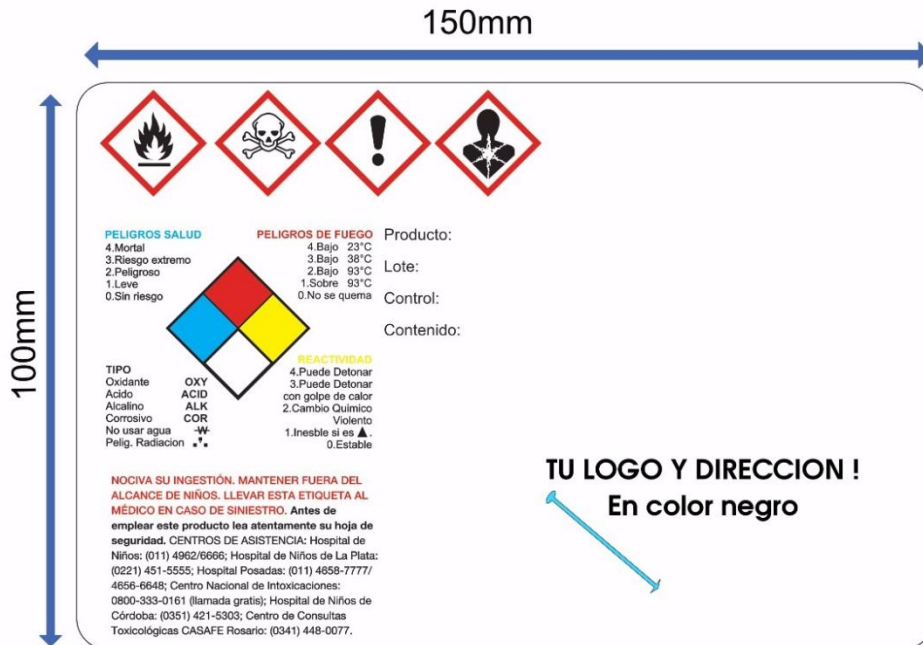 150mm
100mm
PELIGROS SALUD
4.Mortal
3.Riesgo extremo
2.Peligroso
1.Leve
0.Sin riesgo
PELIGROS DE FUEGO
4.Bajo 23°C
3.Bajo 38°C
2.Bajo 93°C
1.Sobre 93°C
0.No se quema
Producto:
Lote:
Control:
Contenido:
TIPO
Oxidante OXY
Acido ACID
Alcalino ALK
Corrosivo COR
No usar agua W
Pelig. Radiacion
REACTIVIDAD
4.Puede Detonar
3.Puede Detonar
con golpe de calor
2.Cambio Quimico
Violento
1.Inesble si es ▲.
0.Estable
NOCIVA SU INGESTIÓN. MANTENER FUERA DEL
ALCANCE DE NIÑOS. LLEVAR ESTA ETIQUETA AL
MÉDICO EN CASO DE SINIESTRO. Antes de
emplear este producto lea atentamente su hoja de
seguridad. CENTROS DE ASISTENCIA: Hospital de
Niños: (011) 4962/6666; Hospital de Niños de La Plata:
(0221) 451-5555; Hospital Posadas: (011) 4658-7777/
4656-6648; Centro Nacional de Intoxicaciones:
0800-333-0161 (llamada gratis); Hospital de Niños de
Córdoba: (0351) 421-5303; Centro de Consultas
Toxicológicas CASAFE Rosario: (0341) 448-0077.
TU LOGO Y DIRECCION !
En color negro